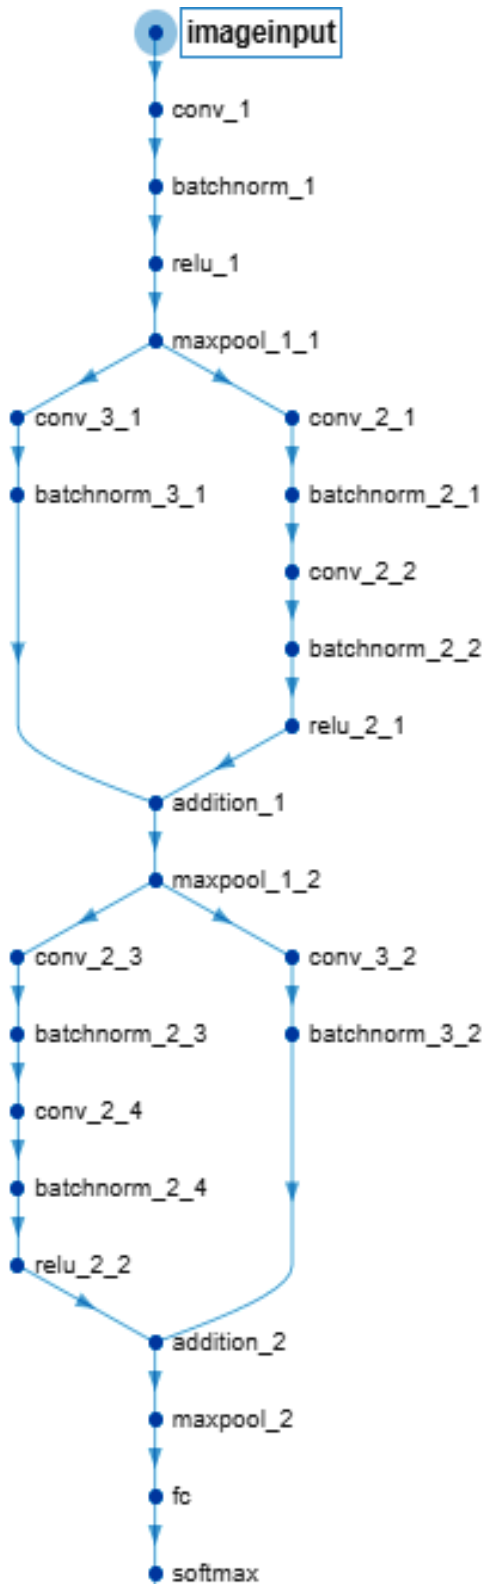 imageinput
conv_1
batchnorm_1
relu_1
maxpool_1_1
conv_3_1
conv_2_1
batchnorm_3_1
batchnorm_2_1
conv_2_2
batchnorm_2_2
relu_2_1
addition_1
maxpool_1_2
conv_2_3
conv_3_2
batchnorm_2_3
batchnorm_3_2
conv_2_4
batchnorm_2_4
relu_2_2
addition_2
maxpool_2
fc
softmax